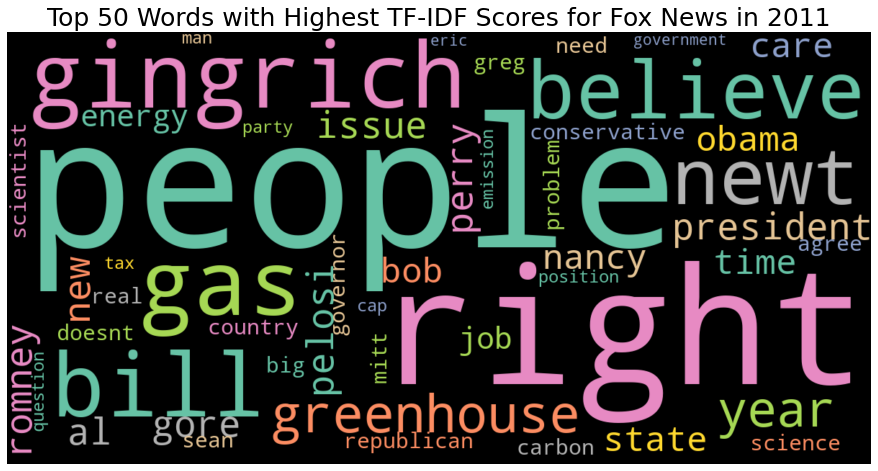 Top 50 Words with Highest TF-IDF Scores for Fox News in 2011
man
eric
government
gingrich
greg
need
care
believe
energy
party
issue
conservative
obama
scientist
people
perry
emission
problem
newt
president
agree
new
tax
real
gas
governor
bob
nancy
time
position
doesnt
country
pelosi
cap
right
romney
question
bill
big
mitt
job
al
gore
sean
greenhouse
republican
carbon
state
year
science